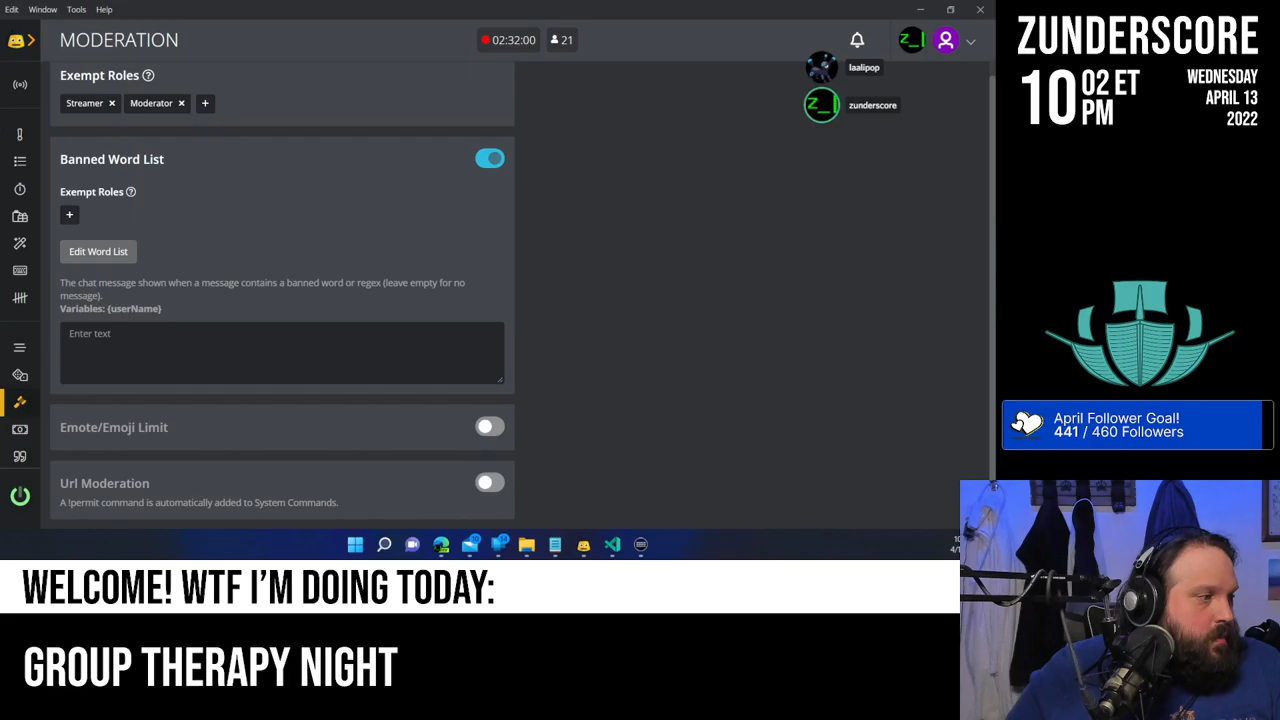 Edit Window Tools Help
MODERATION
02:32:00
21
z_
laalipop
z_
zunderscore
Exempt Roles
Streamer × Moderator × +
Banned Word List
Exempt Roles
+
Edit Word List
The chat message shown when a message contains a banned word or regex (leave empty for no
message).
Variables: {userName}
Enter text
Emote/Emoji Limit
Url Moderation
A !permit command is automatically added to System Commands.
ZUNDERSCORE
10 02 ET
PM
WEDNESDAY
APRIL 13
2022
April Follower Goal!
441 / 460 Followers
WELCOME! WTF I'M DOING TODAY:
GROUP THERAPY NIGHT